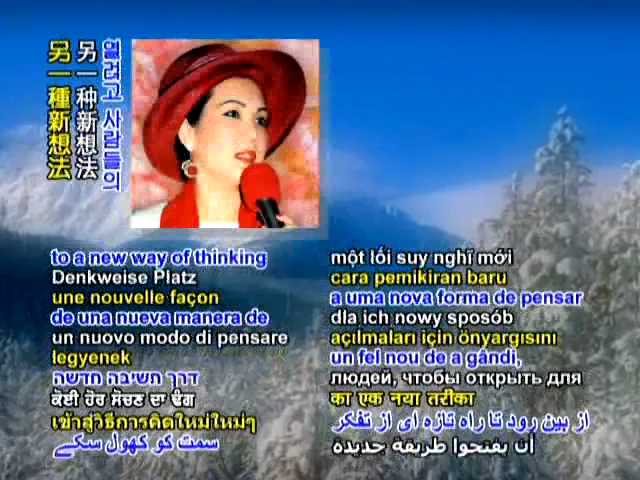 另一種新想法
另一种新想法
열려고 사람들의
to a new way of thinking
Denkweise Platz
une nouvelle façon
de una nueva manera de
un nuovo modo di pensare
legyenek
דרך חשיבה חדשה
ਕੋਈ ਹੋਰ ਸੋਚਣ ਦਾ ਢੰਗ
เข้าสู่วิธีการคิดใหม่ใหม่ๆ
سمت کو کھول سکے
một lối suy nghĩ mới
cara pemikiran baru
a uma nova forma de pensar
dla ich nowy sposób
açılmaları için önyargısını
un fel nou de a gândi,
людей, чтобы открыть для
का एक नया तरीका
از بین رود تا راه تازه ای از تفکر
أن يفتحوا طريقة جديدة